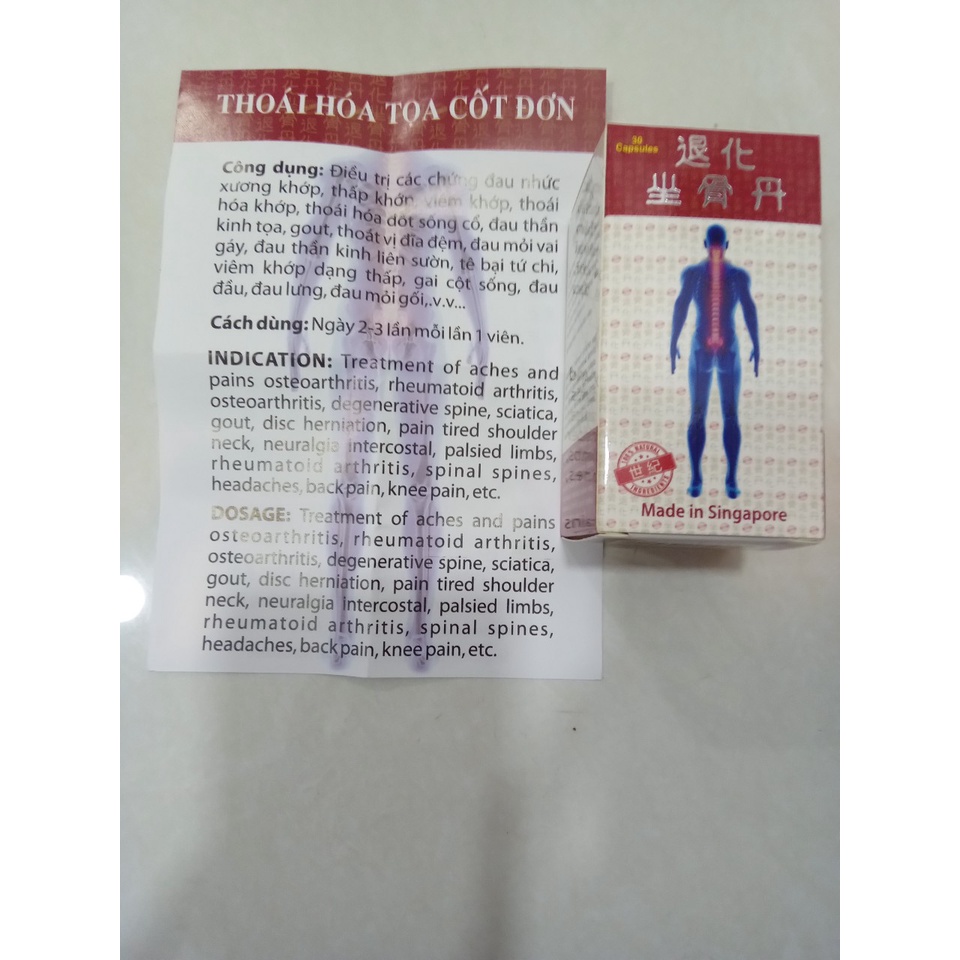 THOÁI HÓA TỌA CỐT ĐƠN
Công dụng: Điều trị các chứng đau nhức
xương khớp, thấp khớp, viêm khớp, thoái
hóa khớp, thoái hóa đốt sống cổ, đau thần
kinh tọa, gout, thoát vị đĩa đệm, đau mỏi vai
gáy, đau thần kinh liên sườn, tê bại tứ chi,
viêm khớp dạng thấp, gai cột sống, đau
đầu, đau lưng, đau mỏi gối,.v.v...
Cách dùng: Ngày 2-3 lần mỗi lần 1 viên.
INDICATION: Treatment of aches and
pains osteoarthritis, rheumatoid arthritis,
osteoarthritis, degenerative spine, sciatica,
gout, disc herniation, pain tired shoulder
neck, neuralgia intercostal, palsied limbs,
rheumatoid arthritis, spinal spines,
headaches, back pain, knee pain, etc.
DOSAGE: Treatment of aches and pains
osteoarthritis, rheumatoid arthritis,
osteoarthritis, degenerative spine, sciatica,
gout, disc herniation, pain tired shoulder
neck, neuralgia intercostal, palsied limbs,
rheumatoid arthritis, spinal spines,
headaches, back pain, knee pain, etc.
30
Capsules
退化
坐骨丹
100% NATURAL
世纪
INGREDIENTS
Made in Singapore